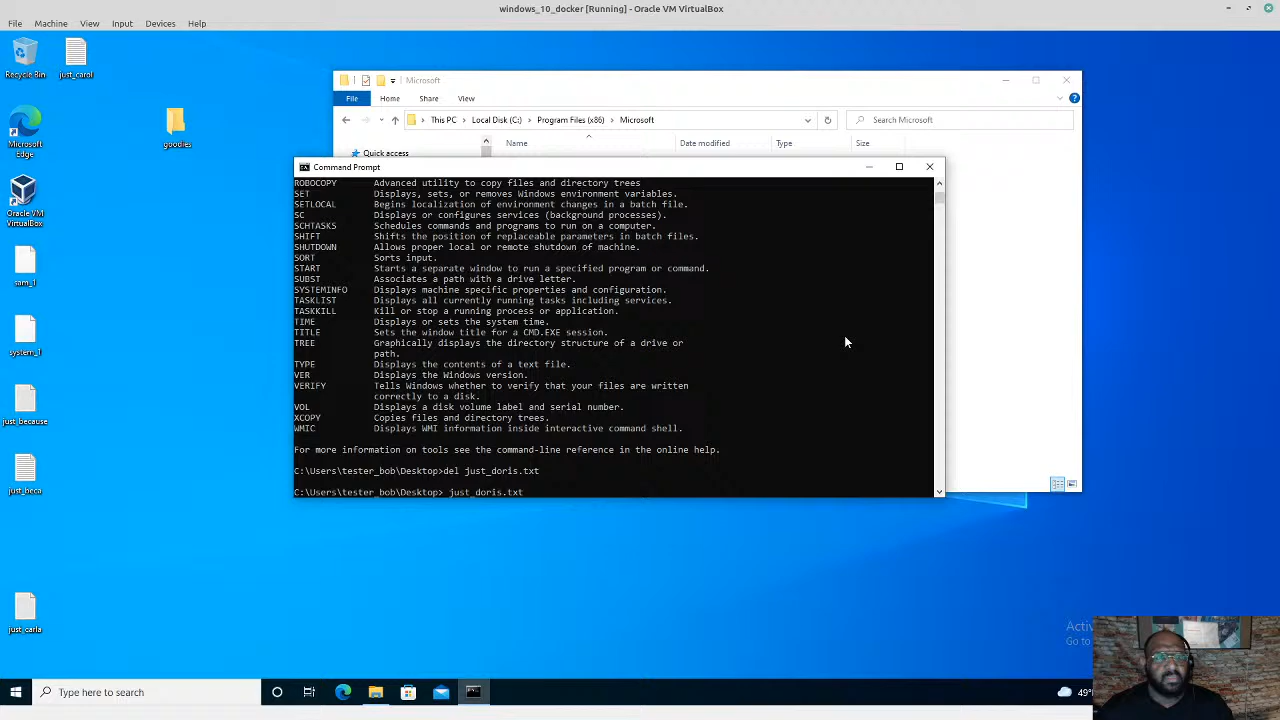 windows_10_docker [Running] - Oracle VM VirtualBox
File Machine View Input Devices Help
Recycle Bin
just_carol
Microsoft
Edge
goodies
Oracle VM
VirtualBox
sam_1
system_1
just_because
just_beca
just_carla
Microsoft
File Home Share View
This PC Local Disk (C:) Program Files (x86) Microsoft
Search Microsoft
Name Date modified Type Size
Quick access
Command Prompt
ROBOCOPY Advanced utility to copy files and directory trees
SET Displays, sets, or removes Windows environment variables.
SETLOCAL Begins localization of environment changes in a batch file.
SC Displays or configures services (background processes).
SCHTASKS Schedules commands and programs to run on a computer.
SHIFT Shifts the position of replaceable parameters in batch files.
SHUTDOWN Allows proper local or remote shutdown of machine.
SORT Sorts input.
START Starts a separate window to run a specified program or command.
SUBST Associates a path with a drive letter.
SYSTEMINFO Displays machine specific properties and configuration.
TASKLIST Displays all currently running tasks including services.
TASKKILL Kill or stop a running process or application.
TIME Displays or sets the system time.
TITLE Sets the window title for a CMD.EXE session.
TREE Graphically displays the directory structure of a drive or
path.
TYPE Displays the contents of a text file.
VER Displays the Windows version.
VERIFY Tells Windows whether to verify that your files are written
correctly to a disk.
VOL Displays a disk volume label and serial number.
XCOPY Copies files and directory trees.
WMIC Displays WMI information inside interactive command shell.
For more information on tools see the command-line reference in the online help.
C:\Users\tester_bob\Desktop>del just_doris.txt
C:\Users\tester_bob\Desktop> just_doris.txt
Activ
Go to
Type here to search
49°